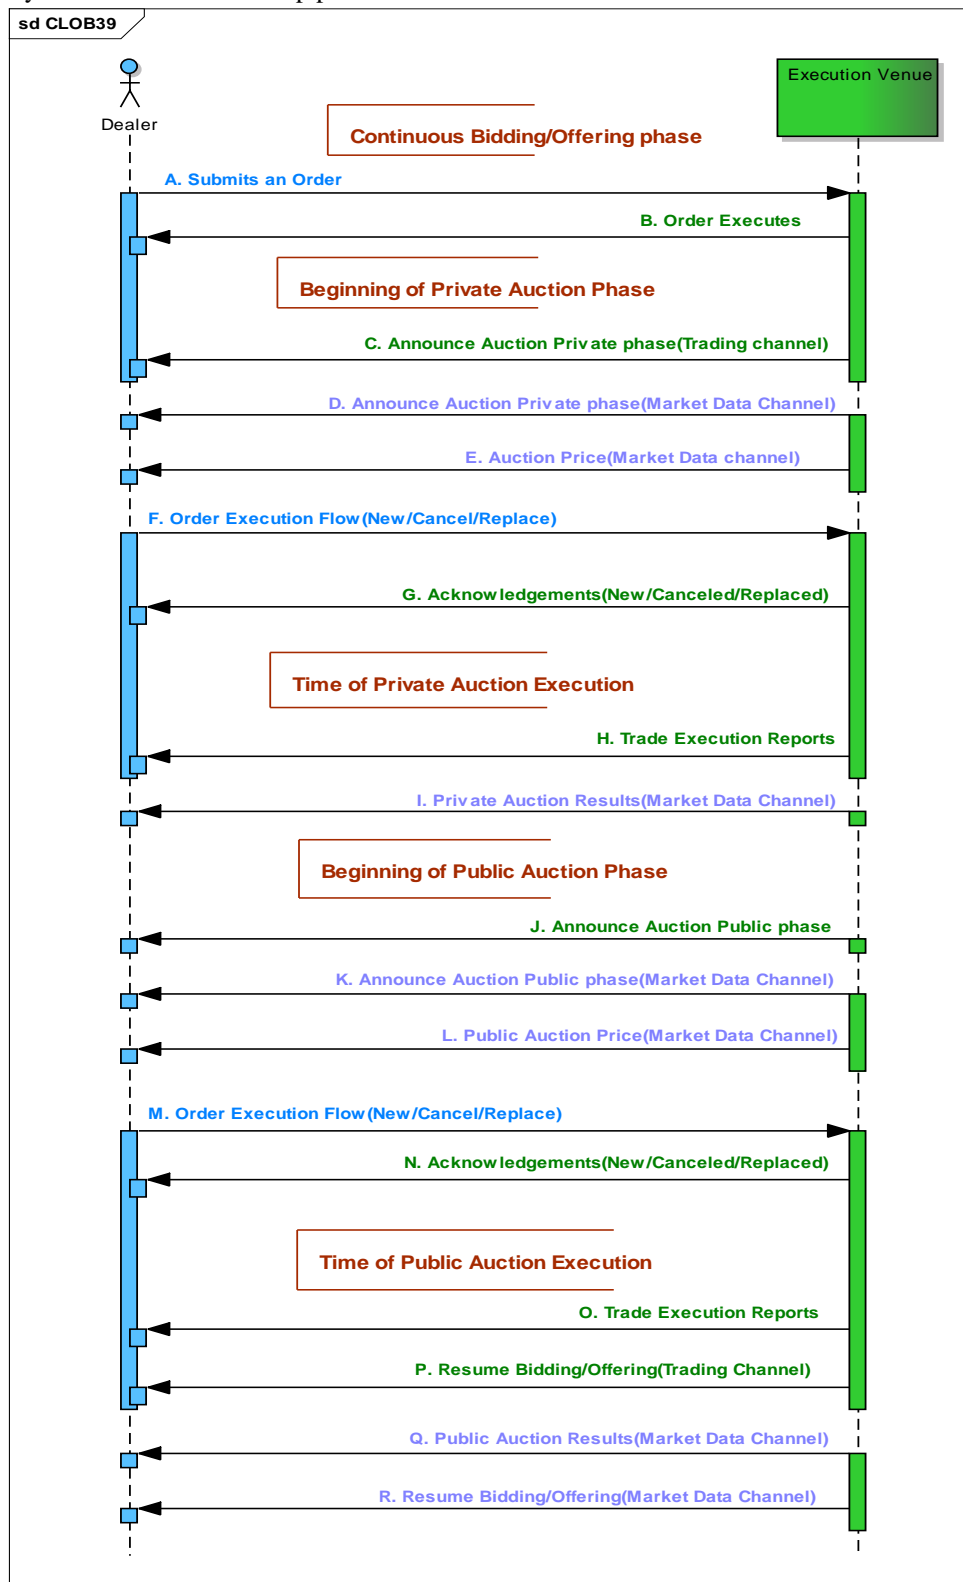 sd CLOB39
Dealer
Execution Venue
Continuous Bidding/Offering phase
A. Submits an Order
B. Order Executes
Beginning of Private Auction Phase
C. Announce Auction Private phase(Trading channel)
D. Announce Auction Private phase(Market Data Channel)
E. Auction Price(Market Data channel)
F. Order Execution Flow(New/Cancel/Replace)
G. Acknowledgements(New/Canceled/Replaced)
Time of Private Auction Execution
H. Trade Execution Reports
I. Private Auction Results(Market Data Channel)
Beginning of Public Auction Phase
J. Announce Auction Public phase
K. Announce Auction Public phase(Market Data Channel)
L. Public Auction Price(Market Data Channel)
M. Order Execution Flow(New/Cancel/Replace)
N. Acknowledgements(New/Canceled/Replaced)
Time of Public Auction Execution
O. Trade Execution Reports
P. Resume Bidding/Offering(Trading Channel)
Q. Public Auction Results(Market Data Channel)
R. Resume Bidding/Offering(Market Data Channel)